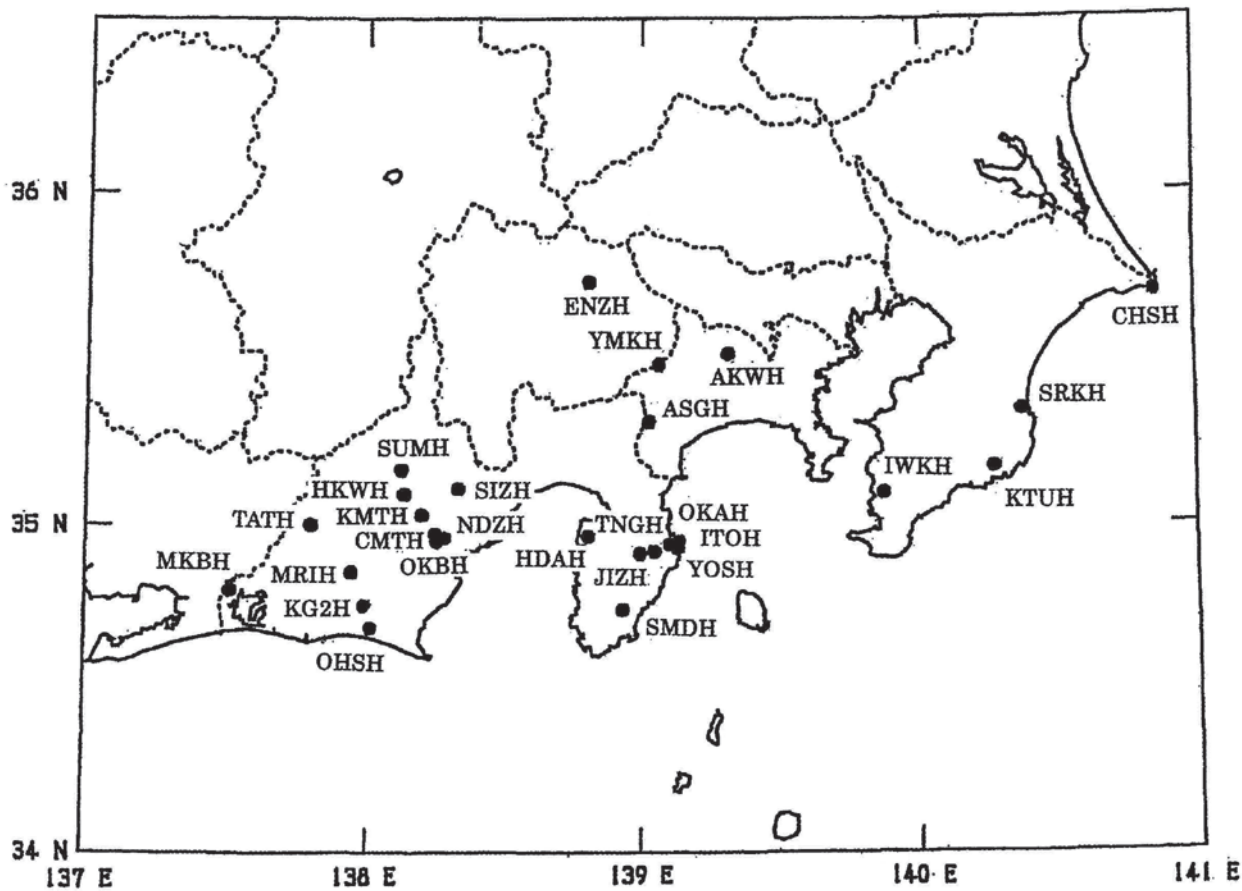 36 N
CHSH
ENZH
YMKH
AKWH
SRKH
ASGH
SUMH
IWKH
HKWH
SIZH
KTUH
35 N
TATH
KMTH
NDZH
TNGH
OKAH
CMTH
ITOH
MKBH
OKBH
HDAH
YOSH
MRIH
JIZH
KG2H
SMDH
OHSH
34 N
137 E
138 E
139 E
140 E
141 E